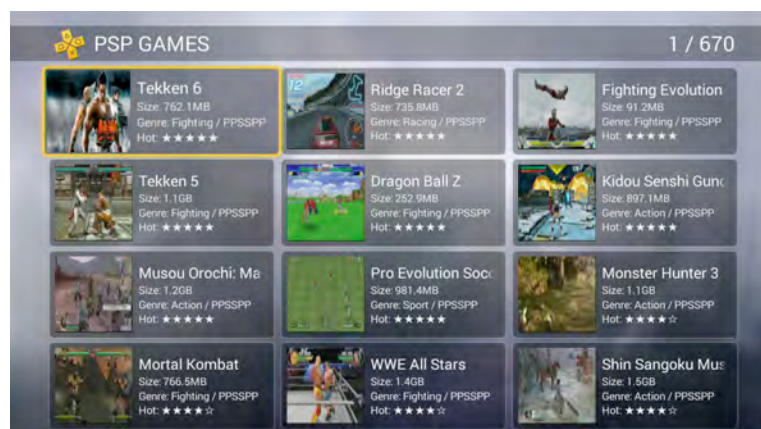 PSP GAMES
1 / 670
Tekken 6
Size: 762.1MB
Genre: Fighting / PPSSPP
Hot: ★★★★★
Ridge Racer 2
Size: 735.8MB
Genre: Racing / PPSSPP
Hot: ★★★★★
Fighting Evolution
Size: 91.2MB
Genre: Fighting / PPSSPP
Hot: ★★★★★
Tekken 5
Size: 1.1GB
Genre: Fighting / PPSSPP
Hot: ★★★★★
Dragon Ball Z
Size: 252.9MB
Genre: Fighting / PPSSPP
Hot: ★★★★★
Kidou Senshi Gun
Size: 897.1MB
Genre: Action / PPSSPP
Hot: ★★★★★
Musou Orochi: Ma
Size: 1.2GB
Genre: Action / PPSSPP
Hot: ★★★★★
Pro Evolution Soc
Size: 981.4MB
Genre: Sport / PPSSPP
Hot: ★★★★★
Monster Hunter 3
Size: 1.1GB
Genre: Action / PPSSPP
Hot: ★★★★☆
Mortal Kombat
Size: 766.5MB
Genre: Fighting / PPSSPP
Hot: ★★★★☆
WWE All Stars
Size: 1.4GB
Genre: Fighting / PPSSPP
Hot: ★★★★☆
Shin Sangoku Mus
Size: 1.5GB
Genre: Action / PPSSPP
Hot: ★★★★☆